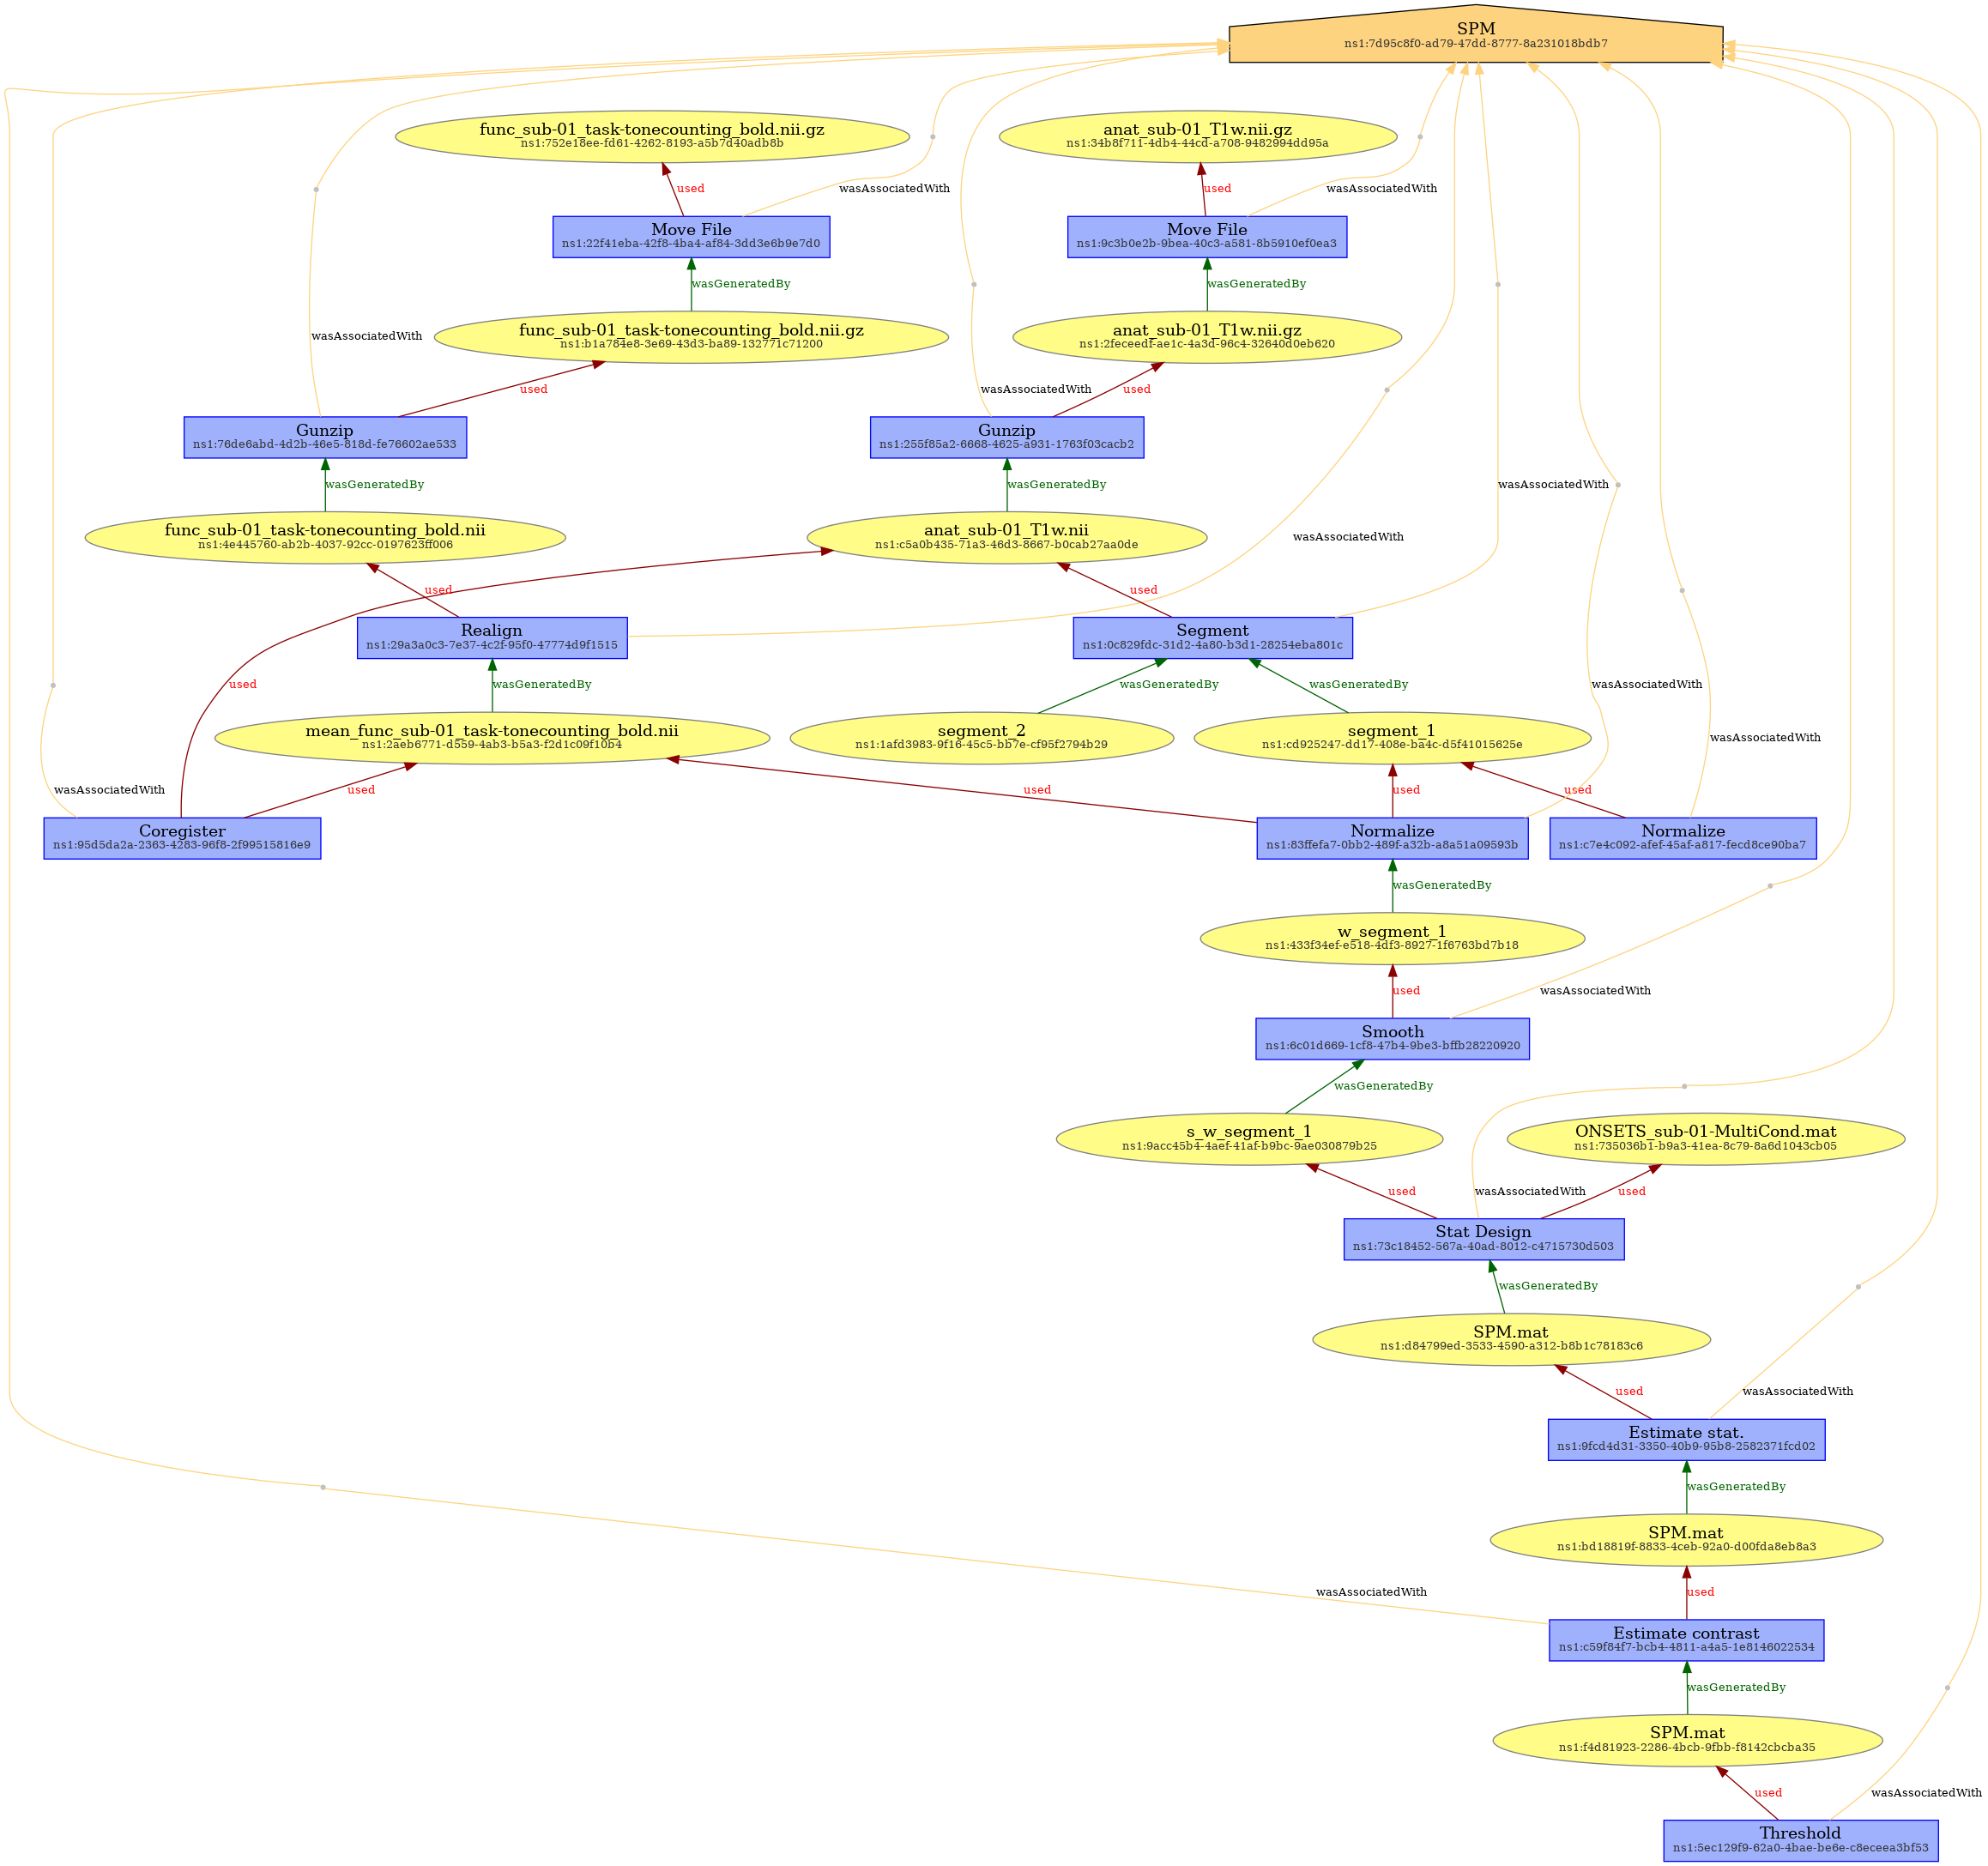 SPM
ns1:7d95c8f0-ad79-47dd-8777-8a231018bdb7
func_sub-01_task-tonecounting_bold.nii.gz
ns1:752e18ee-fd61-4262-8193-a5b7d40adb8b
anat_sub-01_T1w.nii.gz
ns1:34b8f711-4db4-44cd-a708-9482994dd95a
used
wasAssociatedWith
used
wasAssociatedWith
Move File
ns1:22f41eba-42f8-4ba4-af84-3dd3e6b9e7d0
Move File
ns1:9c3b0e2b-9bea-40c3-a581-8b5910ef0ea3
wasGeneratedBy
wasGeneratedBy
wasAssociatedWith
func_sub-01_task-tonecounting_bold.nii.gz
ns1:b1a784e8-3e69-43d3-ba89-132771c71200
anat_sub-01_T1w.nii.gz
ns1:2feceedf-ae1c-4a3d-96c4-32640d0eb620
used
wasAssociatedWith
used
Gunzip
ns1:76de6abd-4d2b-46e5-818d-fe76602ae533
Gunzip
ns1:255f85a2-6668-4625-a931-1763f03cacb2
wasGeneratedBy
wasGeneratedBy
wasAssociatedWith
func_sub-01_task-tonecounting_bold.nii
ns1:4e445760-ab2b-4037-92cc-0197623ff006
anat_sub-01_T1w.nii
ns1:c5a0b435-71a3-46d3-8667-b0cab27aa0de
wasAssociatedWith
used
used
Realign
ns1:29a3a0c3-7e37-4c2f-95f0-47774d9f1515
Segment
ns1:0c829fdc-31d2-4a80-b3d1-28254eba801c
used
wasGeneratedBy
wasGeneratedBy
wasGeneratedBy
wasAssociatedWith
mean_func_sub-01_task-tonecounting_bold.nii
ns1:2aeb6771-d559-4ab3-b5a3-f2d1c09f10b4
segment_2
ns1:1afd3983-9f16-45c5-bb7e-cf95f2794b29
segment_1
ns1:cd925247-dd17-408e-ba4c-d5f41015625e
wasAssociatedWith
wasAssociatedWith
used
used
used
used
Coregister
ns1:95d5da2a-2363-4283-96f8-2f99515816e9
Normalize
ns1:83ffefa7-0bb2-489f-a32b-a8a51a09593b
Normalize
ns1:c7e4c092-afef-45af-a817-fecd8ce90ba7
wasGeneratedBy
w_segment_1
ns1:433f34ef-e518-4df3-8927-1f6763bd7b18
used
wasAssociatedWith
Smooth
ns1:6c01d669-1cf8-47b4-9be3-bffb28220920
wasGeneratedBy
s_w_segment_1
ns1:9acc45b4-4aef-41af-b9bc-9ae030879b25
ONSETS_sub-01-MultiCond.mat
ns1:735036b1-b9a3-41ea-8c79-8a6d1043cb05
used
wasAssociatedWith
used
Stat Design
ns1:73c18452-567a-40ad-8012-c4715730d503
wasGeneratedBy
SPM.mat
ns1:d84799ed-3533-4590-a312-b8b1c78183c6
used
wasAssociatedWith
Estimate stat.
ns1:9fcd4d31-3350-40b9-95b8-2582371fcd02
wasGeneratedBy
SPM.mat
ns1:bd18819f-8833-4ceb-92a0-d00fda8eb8a3
wasAssociatedWith
used
Estimate contrast
ns1:c59f84f7-bcb4-4811-a4a5-1e8146022534
wasGeneratedBy
SPM.mat
ns1:f4d81923-2286-4bcb-9fbb-f8142cbcba35
used
wasAssociatedWith
Threshold
ns1:5ec129f9-62a0-4bae-be6e-c8eceea3bf53